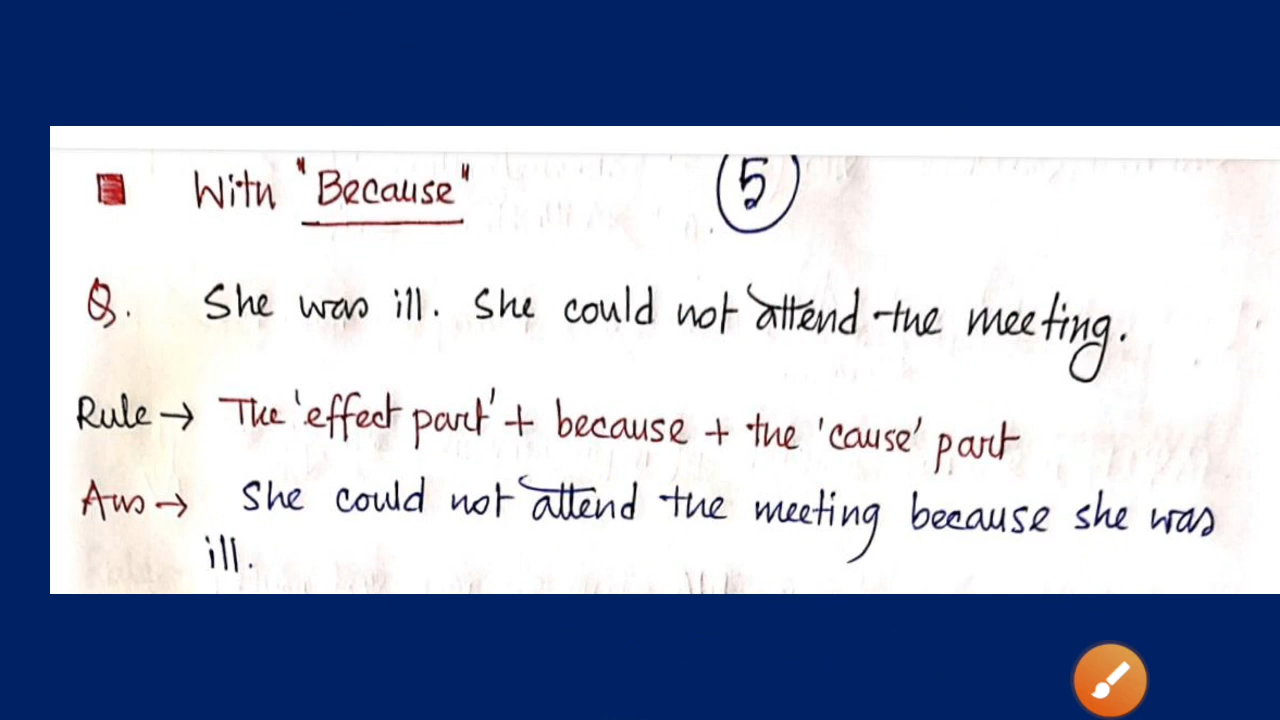 With "Because"
5
Q. She was ill. She could not attend the meeting.
Rule → The 'effect part' + because + the 'cause' part
Ans → She could not attend the meeting because she was
ill.